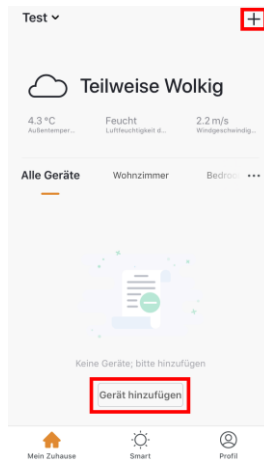 Test
Teilweise Wolkig
4.3 °C Feucht 2.2 m/s
Außentemper... Luftfeuchtigkeit d... Windgeschwindig...
Alle Geräte Wohnzimmer Bedroo ...
Keine Geräte; bitte hinzufügen
Gerät hinzufügen
Mein Zuhause Smart Profil